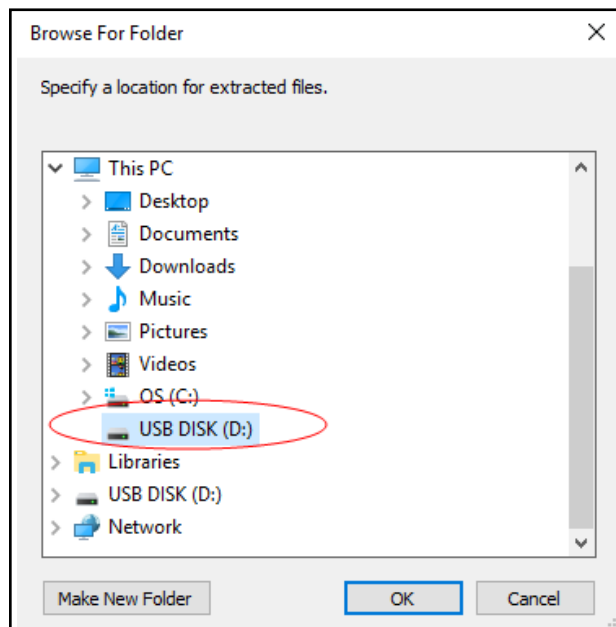 Browse For Folder
Specify a location for extracted files.
This PC
Desktop
Documents
Downloads
Music
Pictures
Videos
OS (C:)
USB DISK (D:)
Libraries
USB DISK (D:)
Network
Make New Folder OK Cancel